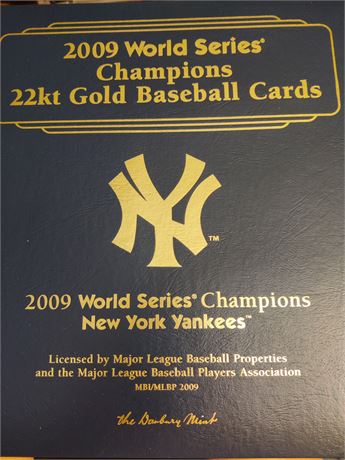 2009 World Series®
Champions
22kt Gold Baseball Cards
NY™
2009 World Series® Champions
New York Yankees™
Licensed by Major League Baseball Properties
and the Major League Baseball Players Association
MBI/MLBP 2009
The Danbury Mint